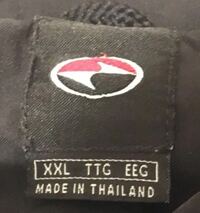 XXL TTG EEG
MADE IN THAILAND